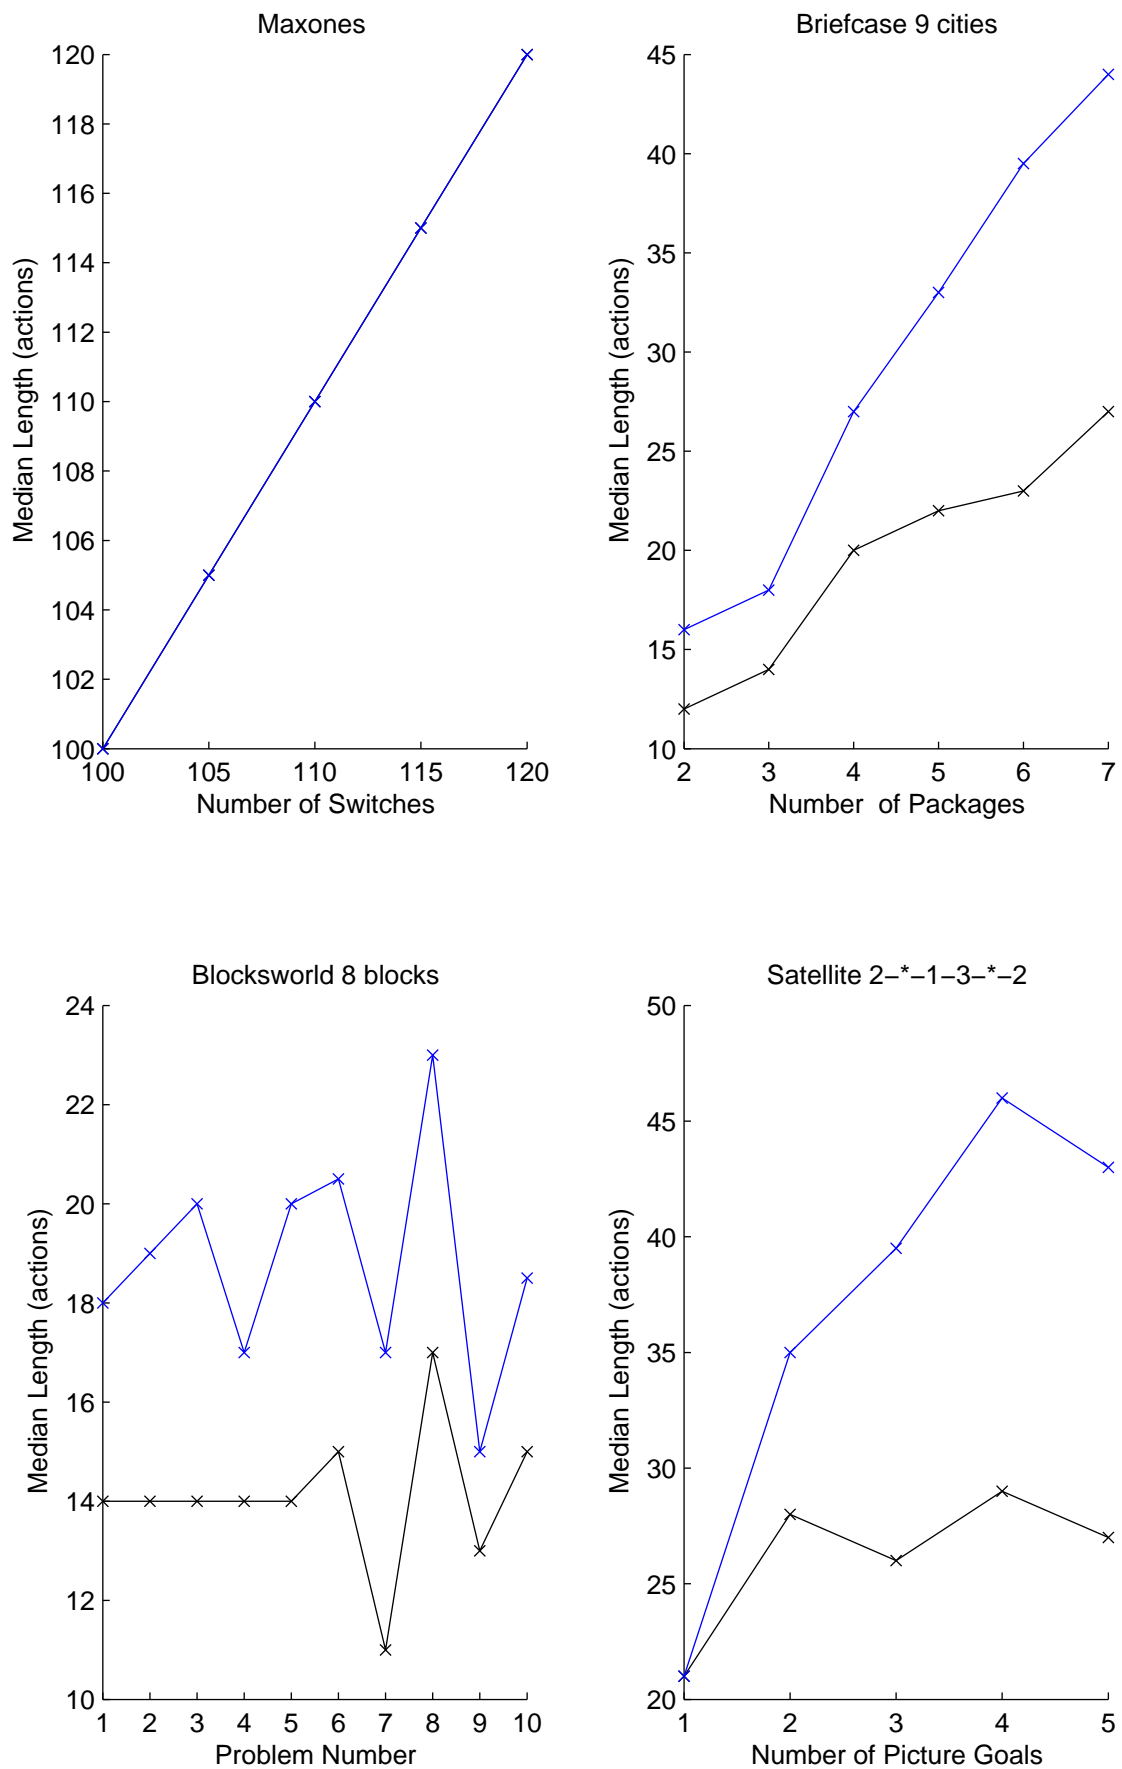 Maxones
120
118
116
114
112
110
108
106
104
102
100
Median Length (actions)
100 105 110 115 120
Number of Switches
Briefcase 9 cities
45
40
35
30
25
20
15
10
Median Length (actions)
2 3 4 5 6 7
Number of Packages
Blocksworld 8 blocks
24
22
20
18
16
14
12
10
Median Length (actions)
1 2 3 4 5 6 7 8 9 10
Problem Number
Satellite 2−*−1−3−*−2
50
45
40
35
30
25
20
Median Length (actions)
1 2 3 4 5
Number of Picture Goals